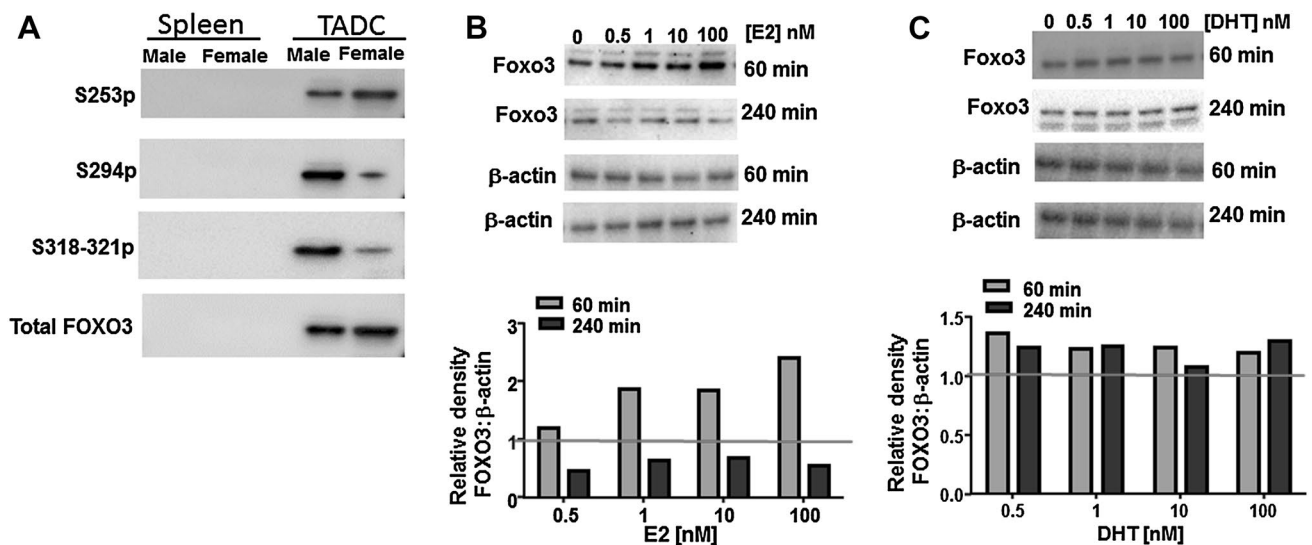 A
Spleen TADC
Male Female Male Female
S253p
S294p
S318-321p
Total FOXO3
B
0 0.5 1 10 100 [E2] nM
Foxo3 60 min
Foxo3 240 min
β-actin 60 min
β-actin 240 min
60 min
240 min
Relative density
FOXO3:β-actin
3
2
1
0
0.5 1 10 100
E2 [nM]
C
0 0.5 1 10 100 [DHT] nM
Foxo3 60 min
Foxo3 240 min
β-actin 60 min
β-actin 240 min
60 min
240 min
Relative density
FOXO3:β-actin
1.5
1.0
0.5
0.0
0.5 1 10 100
DHT [nM]